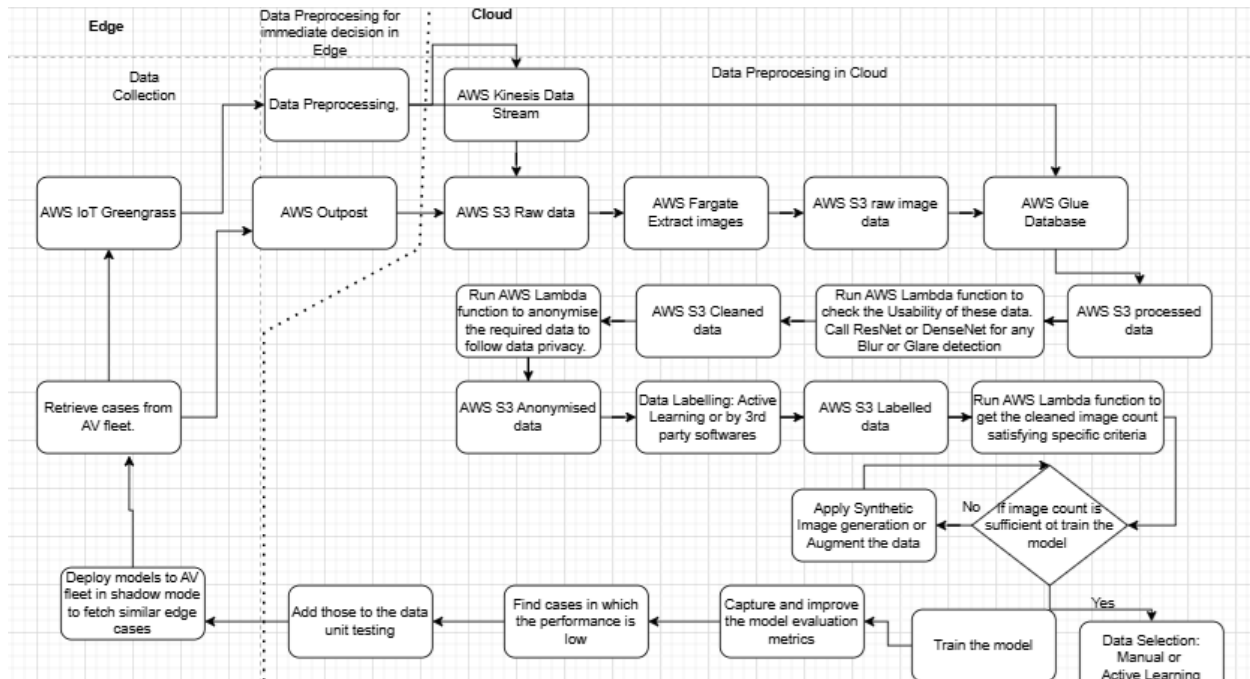 Edge
Data Preprocesing for
immediate decision in
Edge
Cloud
Data
Collection
Data Preprocesing in Cloud
Data Preprocessing.
AWS Kinesis Data
Stream
AWS IoT Greengrass
AWS Outpost
AWS S3 Raw data
AWS Fargate
Extract images
AWS S3 raw image
data
AWS Glue
Database
Run AWS Lambda
function to anonymise
the required data to
follow data privacy.
AWS S3 Cleaned
data
Run AWS Lambda function to
check the Usability of these data.
Call ResNet or DenseNet for any
Blur or Glare detection
AWS S3 processed
data
Retrieve cases from
AV fleet.
AWS S3 Anonymised
data
Data Labelling: Active
Learning or by 3rd
party softwares
AWS S3 Labelled
data
Run AWS Lambda function to
get the cleaned image count
satisfying specific criteria
Apply Synthetic
Image generation or
Augment the data
No
If image count is
sufficient ot train the
model
Deploy models to AV
fleet in shadow mode
to fetch similar edge
cases
Add those to the data
unit testing
Find cases in which
the performance is
low
Capture and improve
the model evaluation
metrics
Train the model
Yes
Data Selection:
Manual or
Active Learning